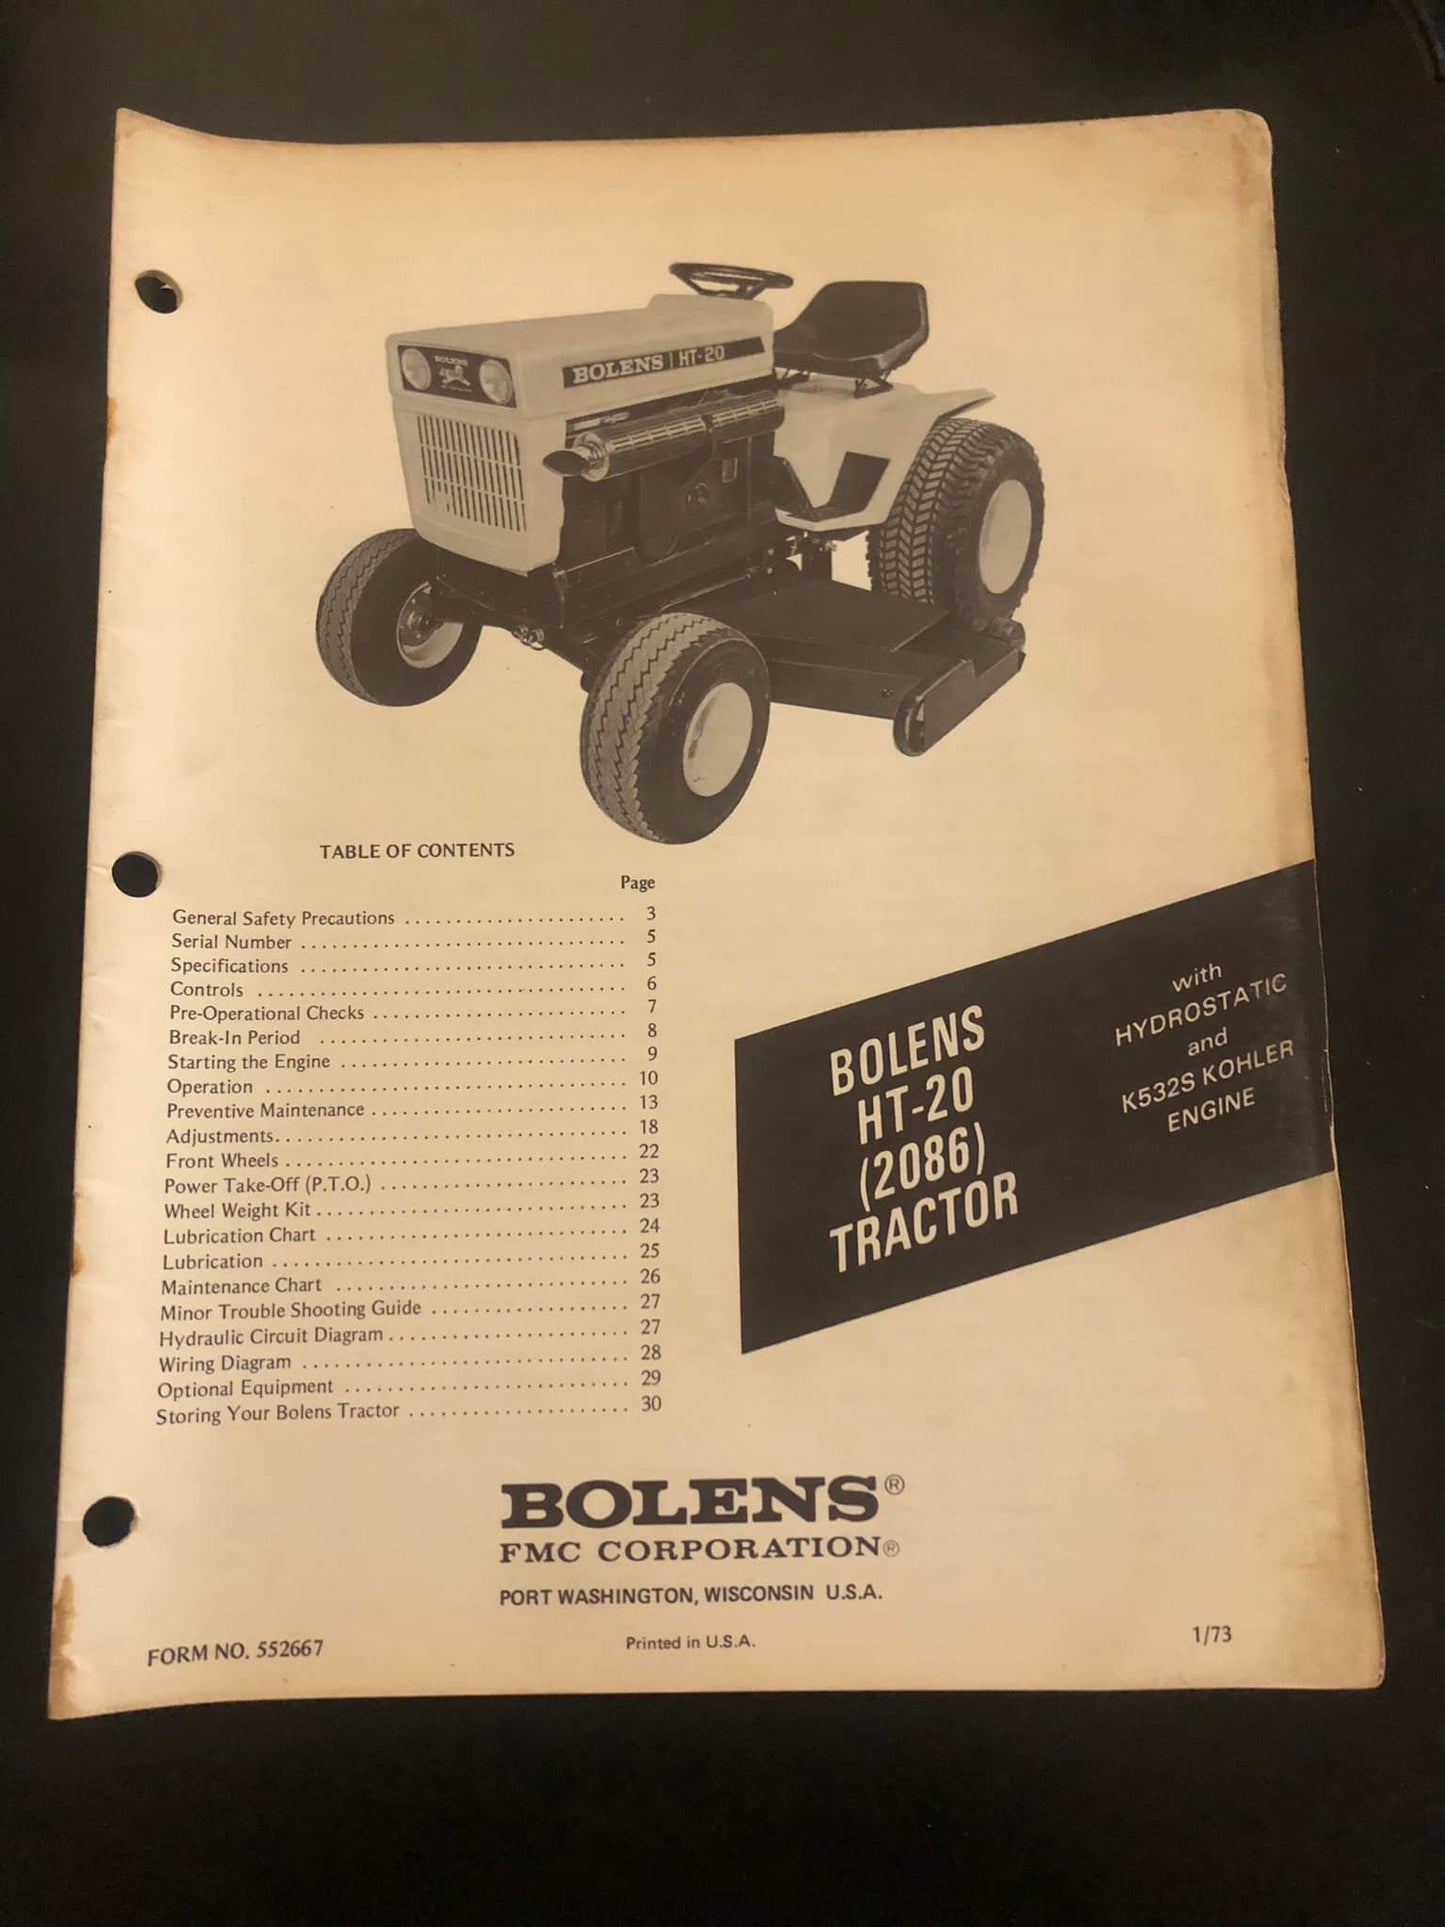 BOLENS
BOLENS | HT-20
TABLE OF CONTENTS
Page
General Safety Precautions ...................... 3
Serial Number ................................ 5
Specifications ................................ 5
Controls .................................... 6
Pre-Operational Checks ......................... 7
Break-In Period .............................. 8
Starting the Engine ............................ 9
Operation ................................... 10
Preventive Maintenance ......................... 13
Adjustments.................................. 18
Front Wheels ................................. 22
Power Take-Off (P.T.O.) ........................ 23
Wheel Weight Kit .............................. 23
Lubrication Chart ............................. 24
Lubrication .................................. 25
Maintenance Chart ............................ 26
Minor Trouble Shooting Guide ................... 27
Hydraulic Circuit Diagram ....................... 27
Wiring Diagram ............................... 28
Optional Equipment ........................... 29
Storing Your Bolens Tractor ..................... 30
BOLENS
HT-20
(2086)
TRACTOR
with
HYDROSTATIC
and
K532S KOHLER
ENGINE
BOLENS®
FMC CORPORATION®
PORT WASHINGTON, WISCONSIN U.S.A.
FORM NO. 552667
Printed in U.S.A.
1/73